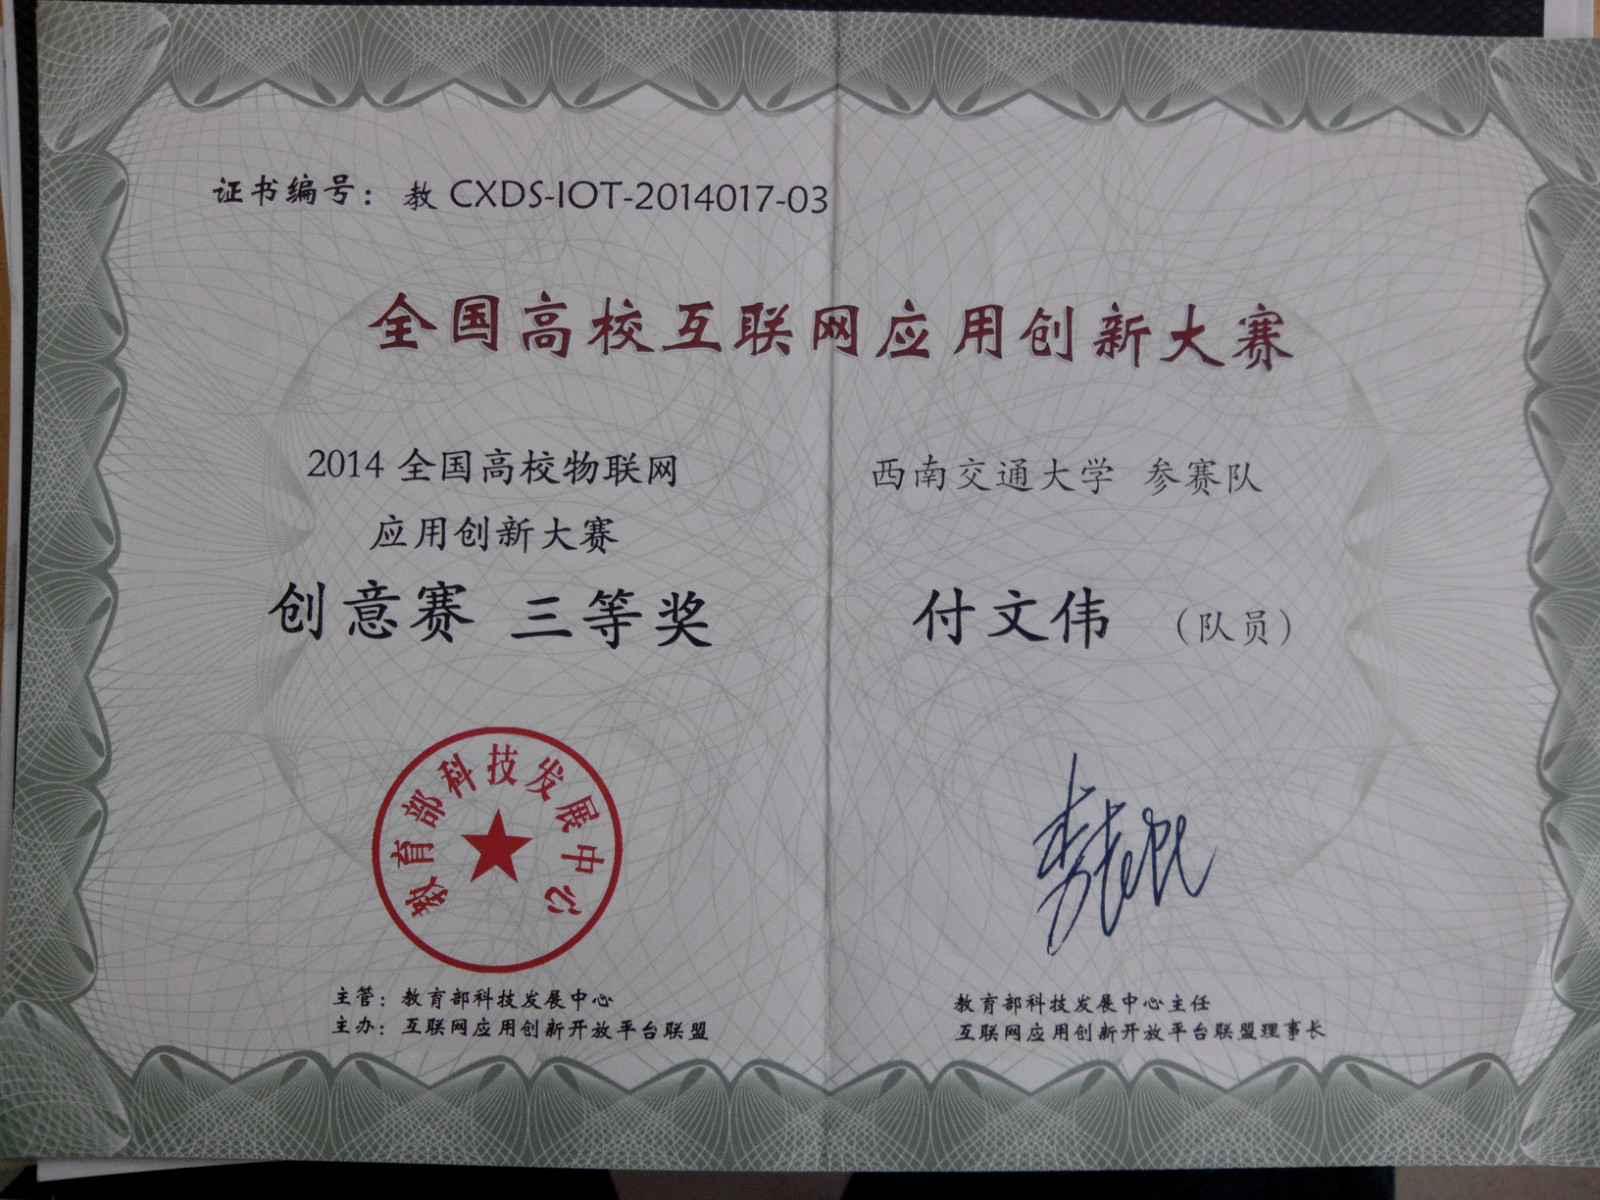 证书编号：教 CXDS-IOT-2014017-03
全国高校互联网应用创新大赛
2014 全国高校物联网
应用创新大赛
创意赛 三等奖
西南交通大学 参赛队
付文伟 （队员）
教育部科技发展中心
主管：教育部科技发展中心
主办：互联网应用创新开放平台联盟
教育部科技发展中心主任
互联网应用创新开放平台联盟理事长